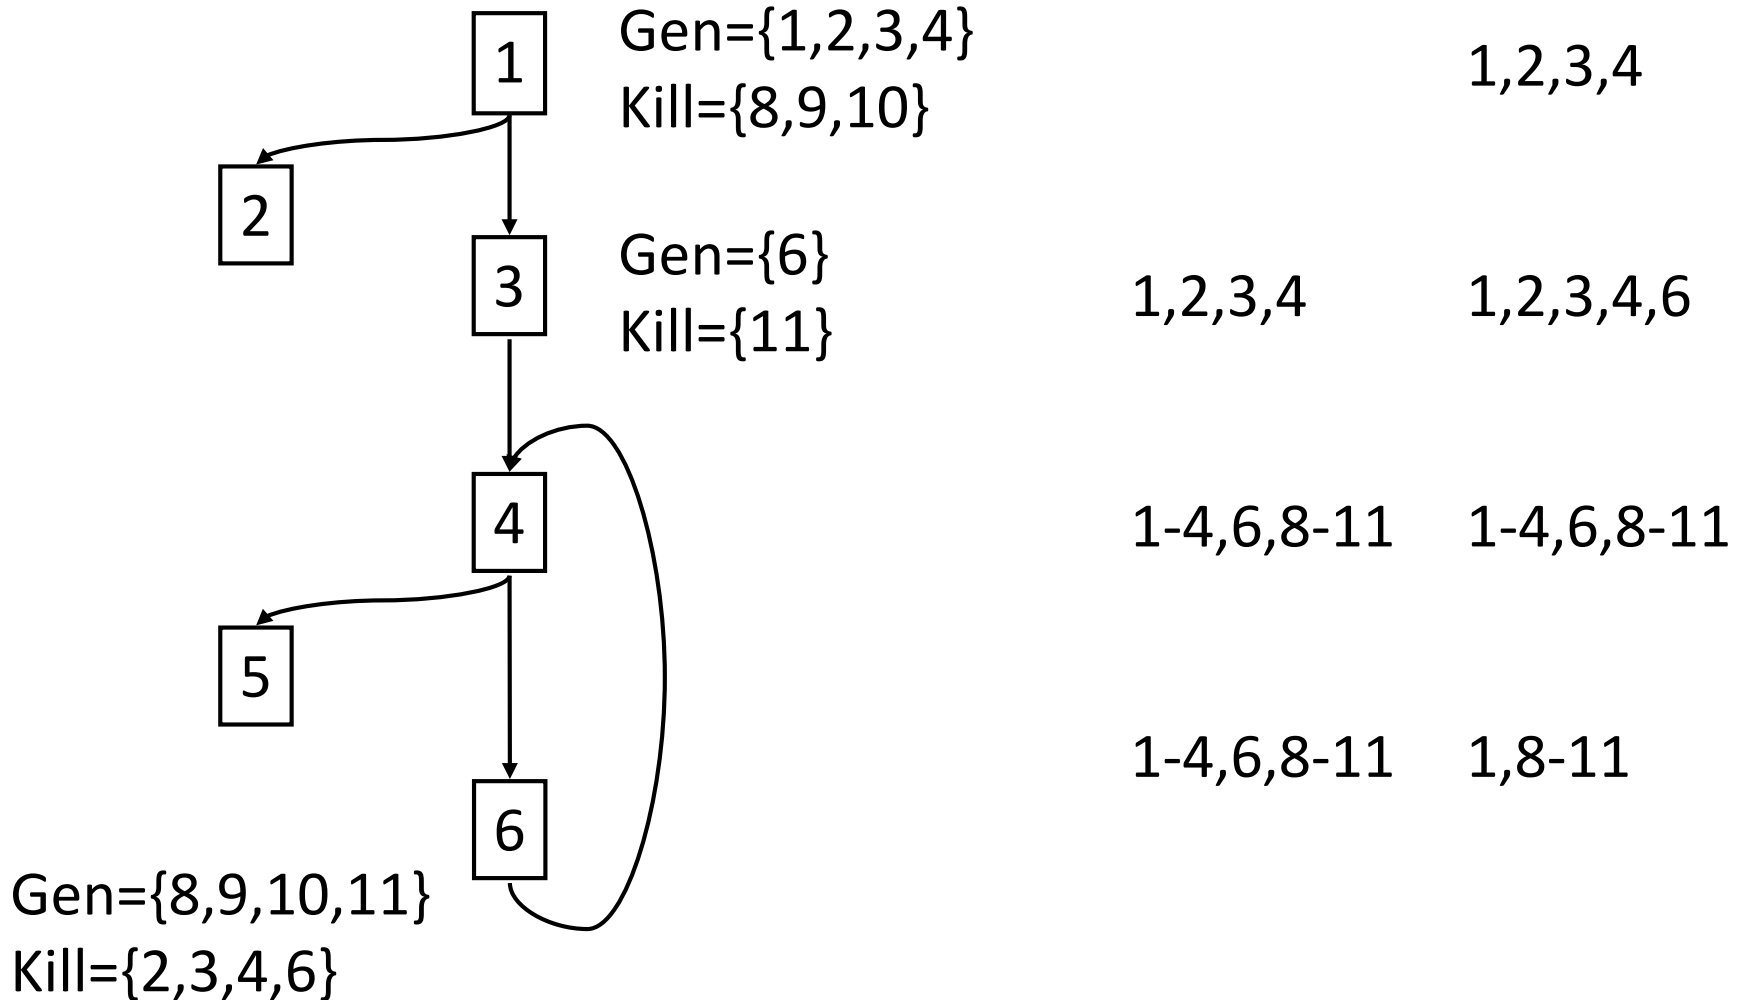 1
Gen={1,2,3,4}
1,2,3,4
Kill={8,9,10}
2
3
Gen={6}
1,2,3,4
1,2,3,4,6
Kill={11}
4
1-4,6,8-11
1-4,6,8-11
5
1-4,6,8-11
1,8-11
6
Gen={8,9,10,11}
Kill={2,3,4,6}